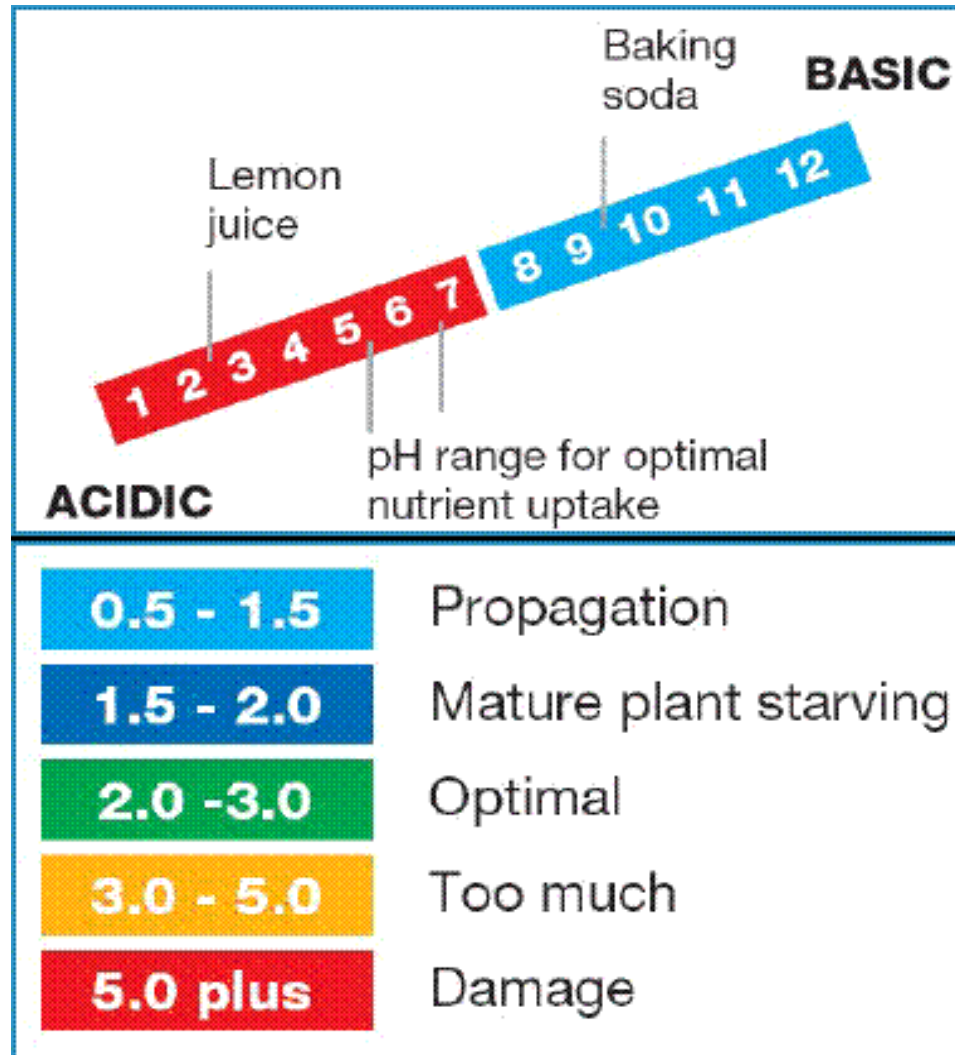 Baking
soda
BASIC
Lemon
juice
1 2 3 4 5 6 7 8 9 10 11 12
pH range for optimal
nutrient uptake
ACIDIC
0.5 - 1.5 Propagation
1.5 - 2.0 Mature plant starving
2.0 -3.0 Optimal
3.0 - 5.0 Too much
5.0 plus Damage